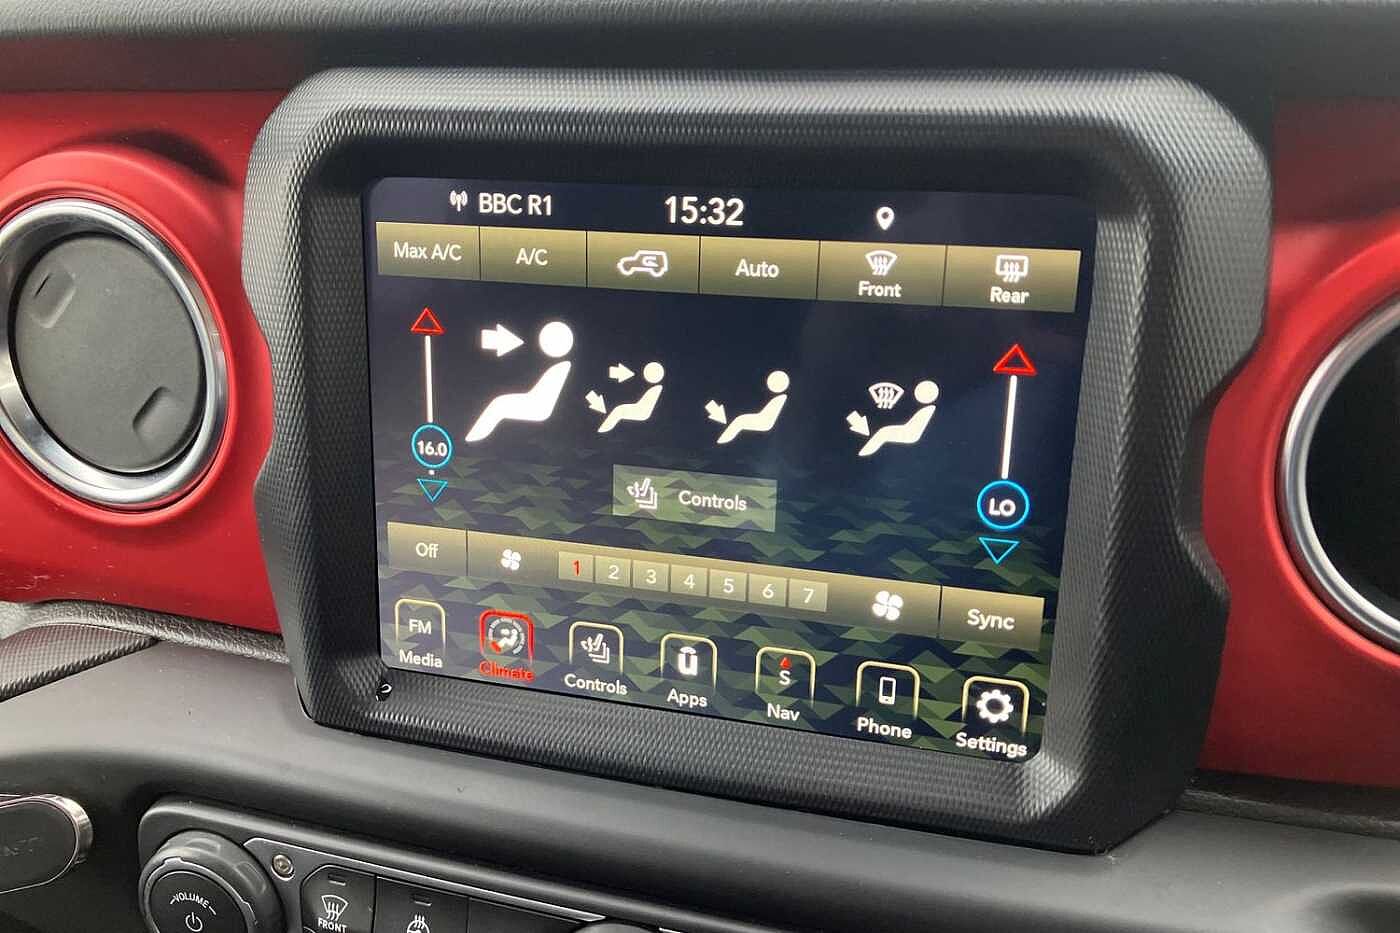 BBC R1
15:32
Max A/C
A/C
Auto
Front
Rear
16.0
LO
Controls
Off
1 2 3 4 5 6 7
Sync
FM
Media
Climate
Controls
U
Apps
S
Nav
Phone
Settings
VOLUME
FRONT